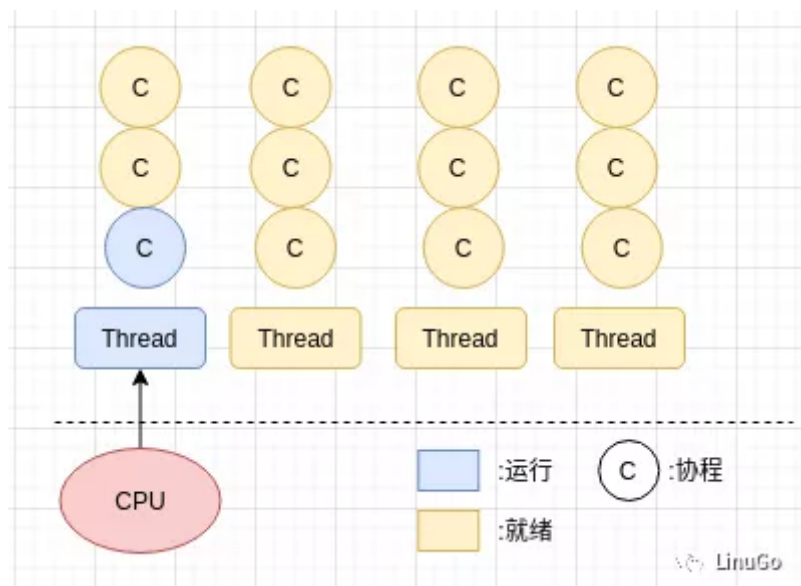 C C C C
C C C C
C C C C
Thread Thread Thread Thread
CPU
:运行 C :协程
:就绪
LinuGo